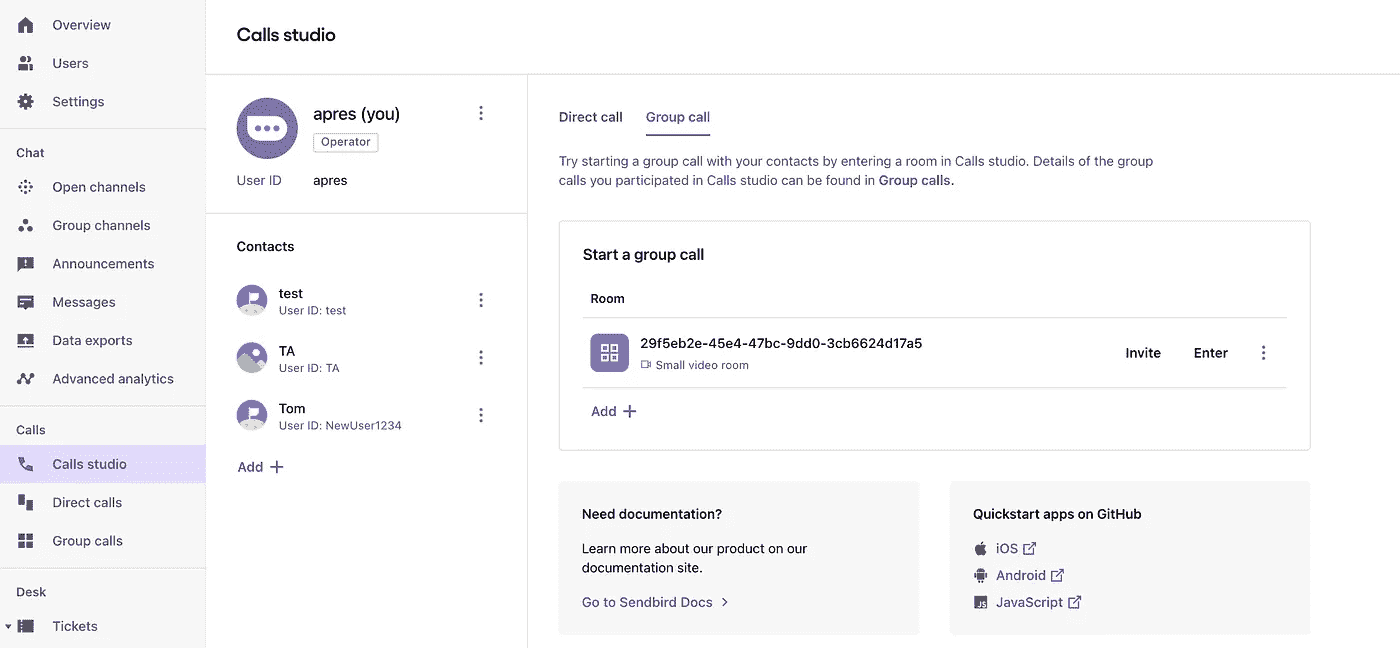 Overview
Users
Settings
Chat
Open channels
Group channels
Announcements
Messages
Data exports
Advanced analytics
Calls
Calls studio
Direct calls
Group calls
Desk
Tickets
Calls studio
apres (you)
Operator
User ID apres
Contacts
test
User ID: test
TA
User ID: TA
Tom
User ID: NewUser1234
Add +
Direct call Group call
Try starting a group call with your contacts by entering a room in Calls studio. Details of the group
calls you participated in Calls studio can be found in Group calls.
Start a group call
Room
29f5eb2e-45e4-47bc-9dd0-3cb6624d17a5
Small video room
Invite Enter
Add +
Need documentation?
Learn more about our product on our
documentation site.
Go to Sendbird Docs >
Quickstart apps on GitHub
iOS
Android
JS JavaScript